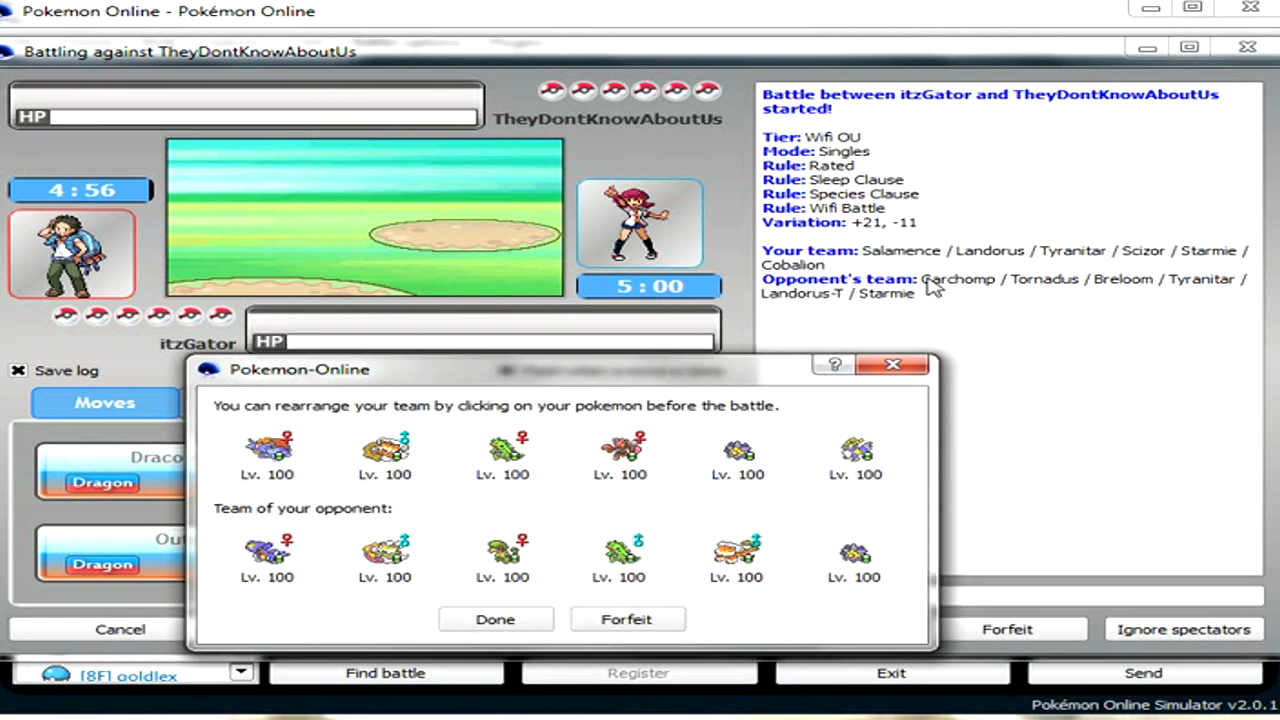 Pokemon Online - Pokémon Online
Battling against TheyDontKnowAboutUs
HP
TheyDontKnowAboutUs
4:56
5:00
itzGator
HP
Battle between itzGator and TheyDontKnowAboutUs
started!
Tier: Wifi OU
Mode: Singles
Rule: Rated
Rule: Sleep Clause
Rule: Species Clause
Rule: Wifi Battle
Variation: +21, -11
Your team: Salamence / Landorus / Tyranitar / Scizor / Starmie /
Cobalion
Opponent's team: Garchomp / Tornadus / Breloom / Tyranitar /
Landorus-T / Starmie
Save log
Moves
Draco
Dragon
Out
Dragon
Cancel
Pokemon-Online
You can rearrange your team by clicking on your pokemon before the battle.
Lv. 100 Lv. 100 Lv. 100 Lv. 100 Lv. 100 Lv. 100
Team of your opponent:
Lv. 100 Lv. 100 Lv. 100 Lv. 100 Lv. 100 Lv. 100
Done Forfeit
Forfeit Ignore spectators
[8F] goldlex Find battle Register Exit Send
Pokémon Online Simulator v2.0.1